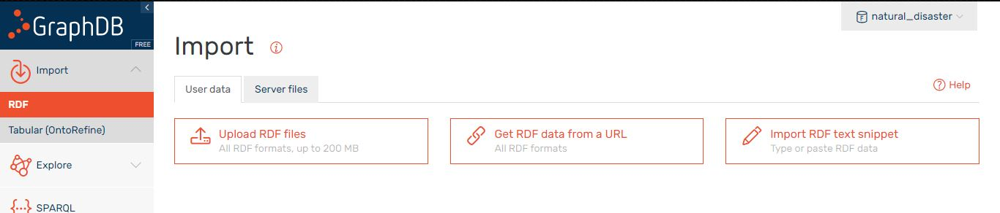 GraphDB
FREE
natural_disaster
Import
Import
RDF
Tabular (OntoRefine)
Explore
SPARQL
User data
Server files
Help
Upload RDF files
All RDF formats, up to 200 MB
Get RDF data from a URL
All RDF formats
Import RDF text snippet
Type or paste RDF data